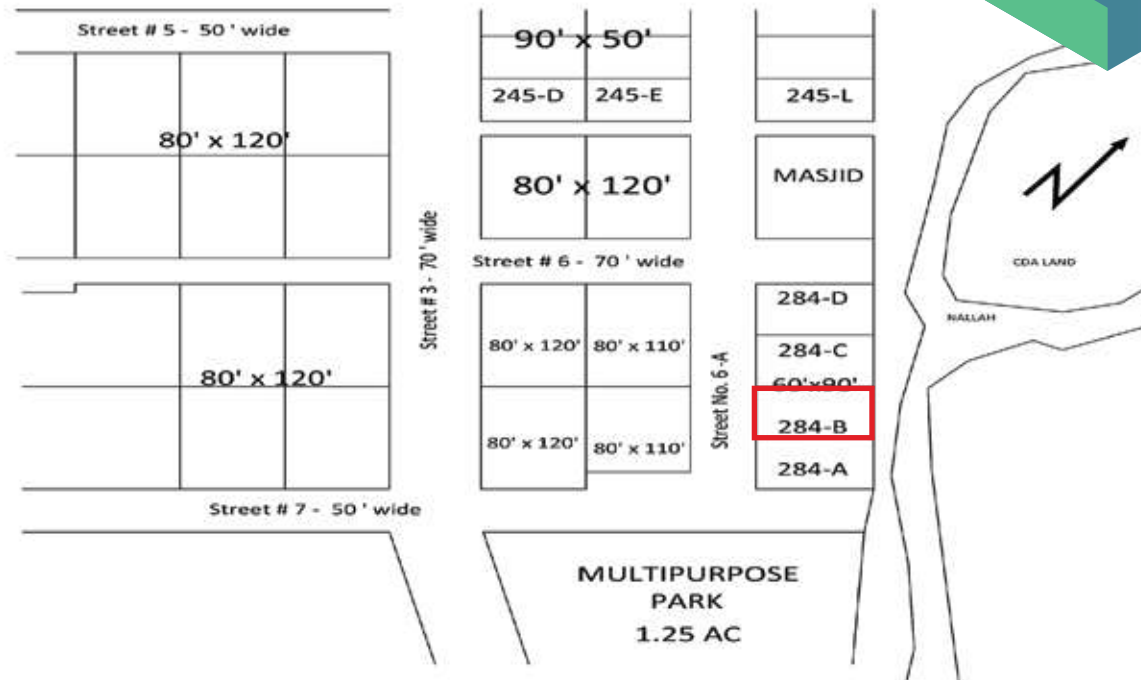 Street # 5 - 50 ' wide
90' x 50'
245-D 245-E 245-L
80' x 120'
80' x 120'
MASJID
Street # 3 - 70 ' wide
Street # 6 - 70 ' wide
CDA LAND
NALLAH
284-D
80' x 120' 80' x 110'
284-C
60'x90'
80' x 120'
Street No. 6 -A
284-B
80' x 120' 80' x 110'
284-A
Street # 7 - 50 ' wide
MULTIPURPOSE
PARK
1.25 AC